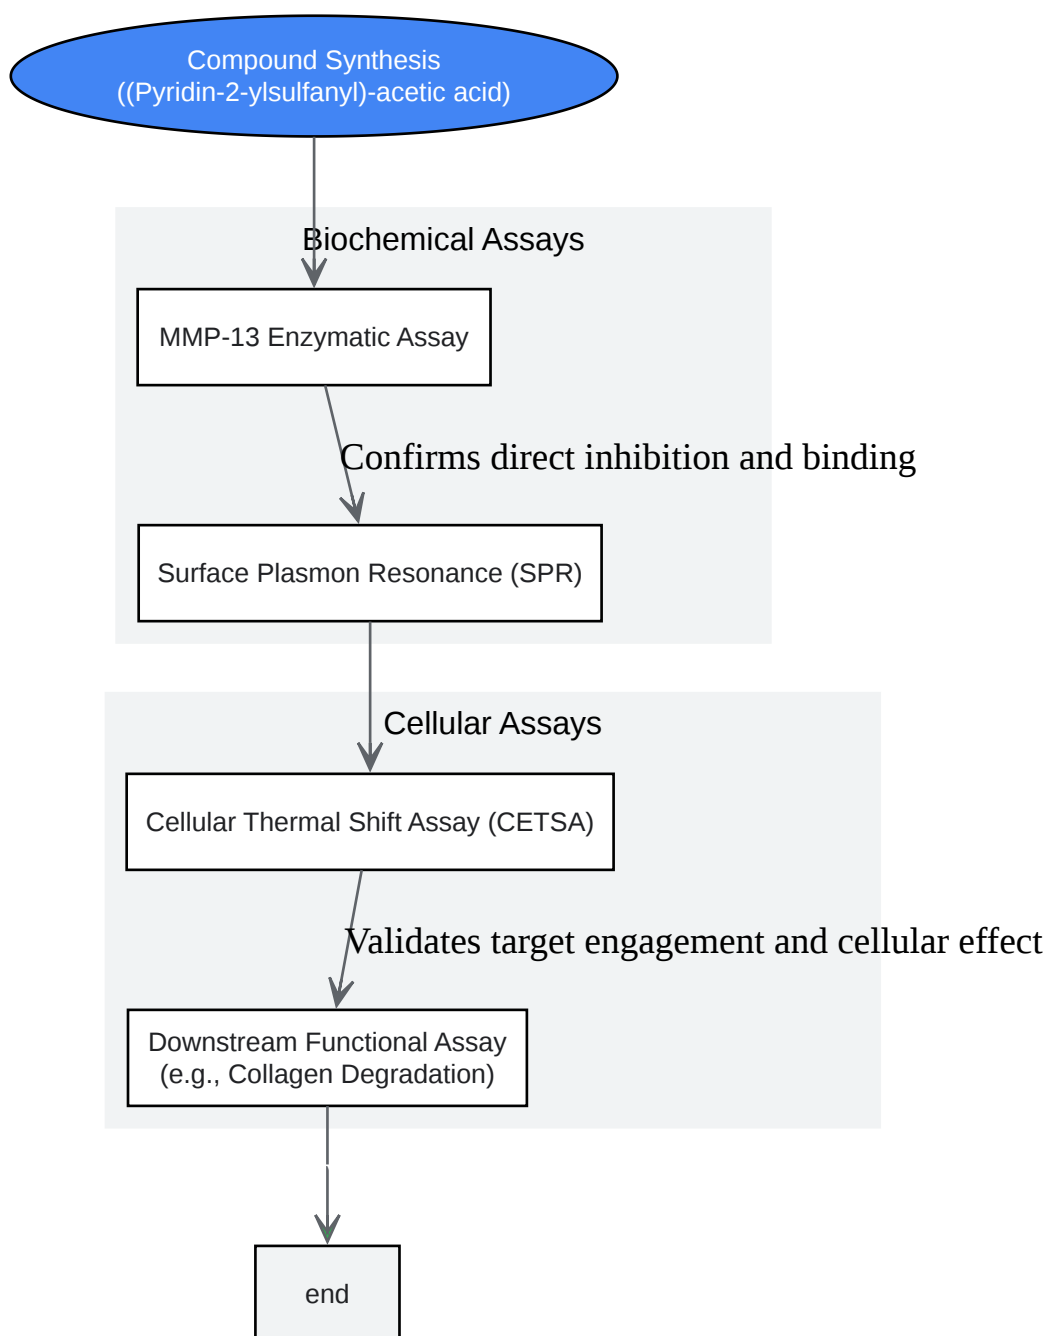 Compound Synthesis
((Pyridin-2-ylsulfanyl)-acetic acid)
Biochemical Assays
MMP-13 Enzymatic Assay
Confirms direct inhibition and binding
Surface Plasmon Resonance (SPR)
Cellular Assays
Cellular Thermal Shift Assay (CETSA)
Validates target engagement and cellular effect
Downstream Functional Assay
(e.g., Collagen Degradation)
end